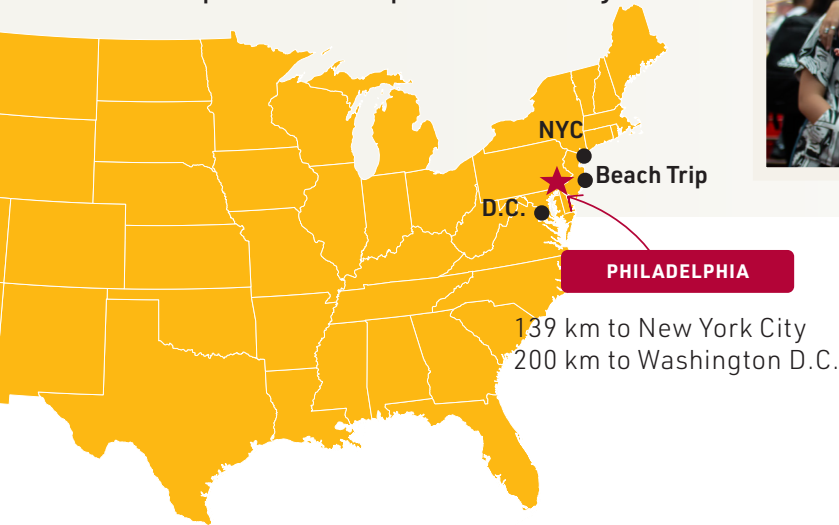 NYC
Beach Trip
D.C.
PHILADELPHIA
139 km to New York City
200 km to Washington D.C.